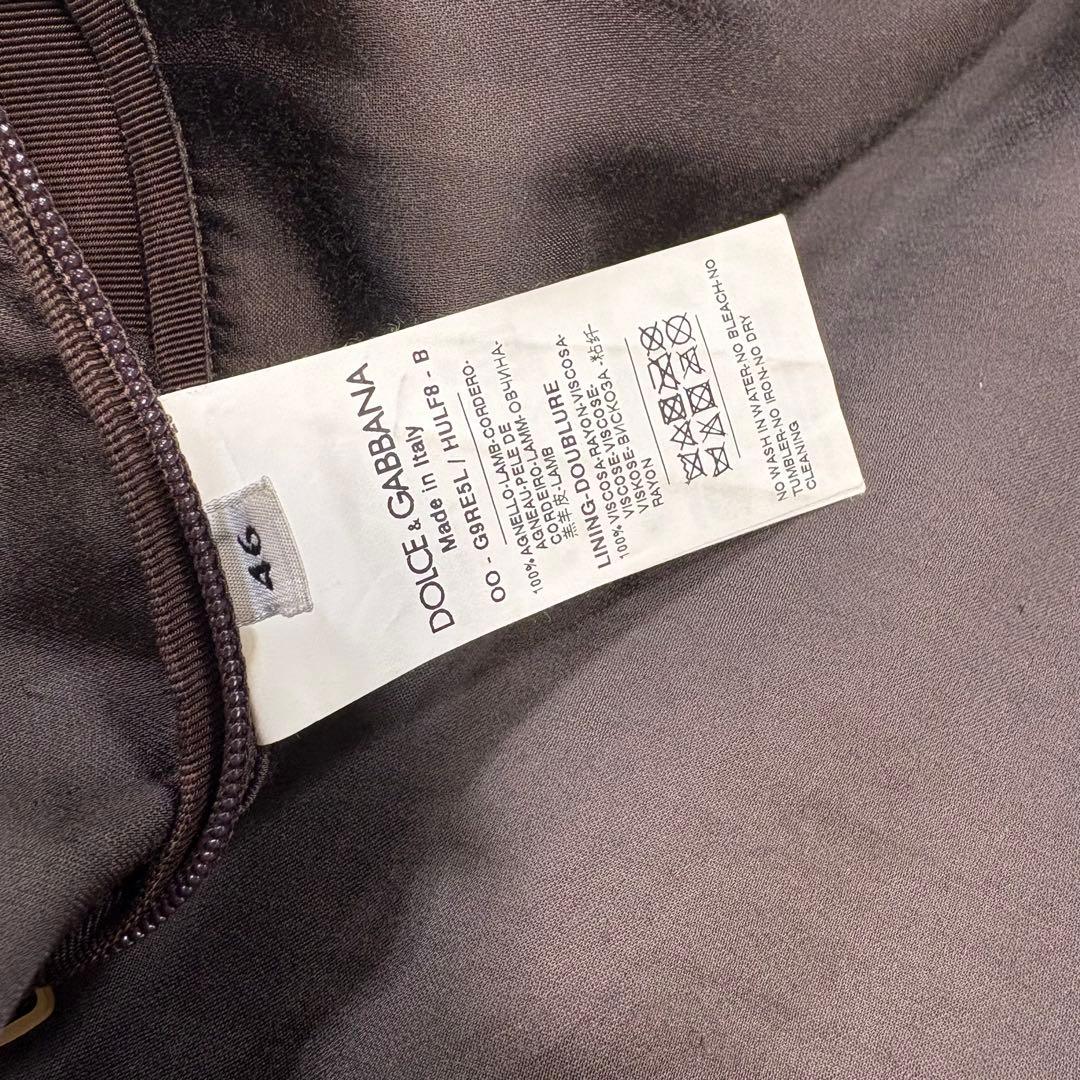 46
DOLCE & GABBANA
Made in Italy
OO - G9RE5L / HULF8 - B
100% AGNELLO-LAMB-CORDERO-
AGNEAU-PELE DE
CORDEIRO-LAMM-ОВЧИНА-
羔羊皮-LAMB
LINING-DOUBLURE
100% VISCOSA-RAYON-VISCOSA-
VISCOSE-VISCOSE-
VISKOSE-ВИСКОЗА-粘纤-
RAYON
NO WASH IN WATER-NO BLEACH-NO
TUMBLER-NO IRON-NO DRY
CLEANING